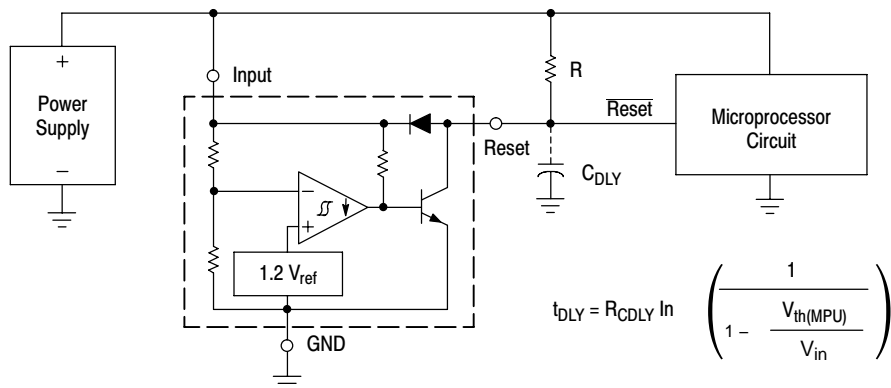 +
Power
Supply
−
Input
R
Reset
Reset
Microprocessor
Circuit
C_DLY
−
+
1.2 V_ref
GND
t_DLY = R_CDLY In ( 1 / ( 1 − V_th(MPU) / V_in ) )